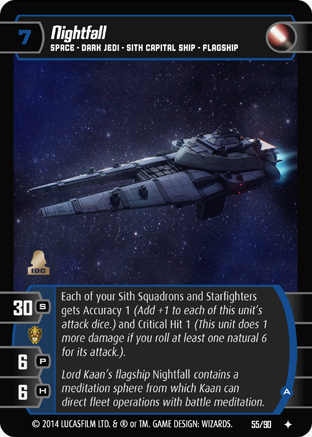 7
Nightfall
SPACE • DARK JEDI • SITH CAPITAL SHIP • FLAGSHIP
IDC
30 S
6 P
6 H
Each of your Sith Squadrons and Starfighters
gets Accuracy 1 (Add +1 to each of this unit's
attack dice.) and Critical Hit 1 (This unit does 1
more damage if you roll at least one natural 6
for its attack.).
Lord Kaan's flagship Nightfall contains a
meditation sphere from which Kaan can
direct fleet operations with battle meditation.
A
© 2014 LUCASFILM LTD. & ® or TM. GAME DESIGN: WIZARDS.
55/90